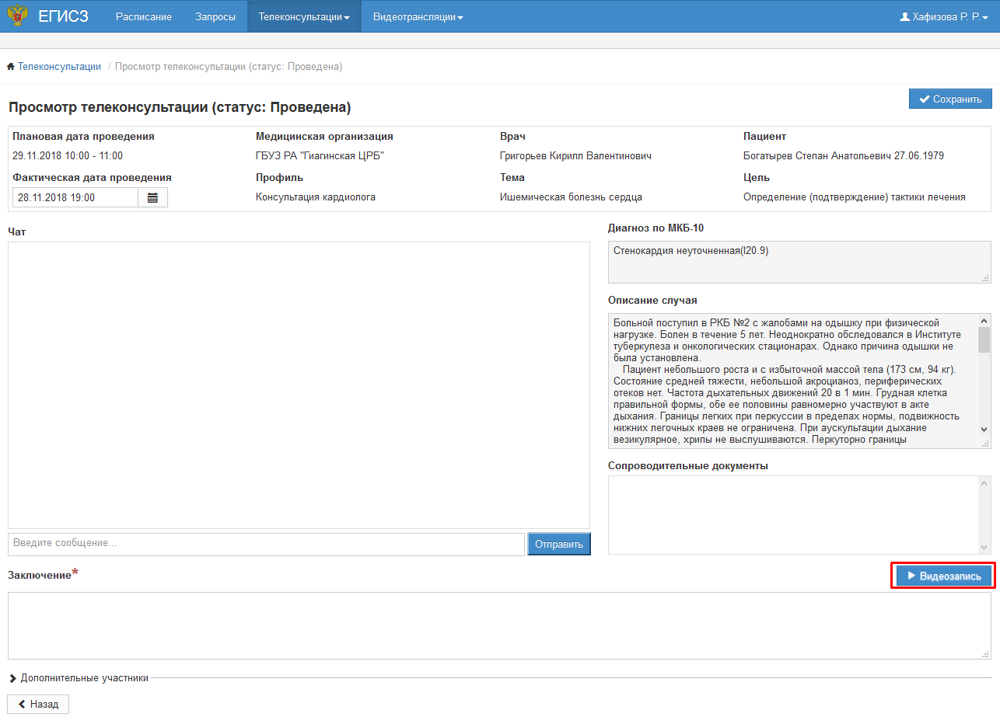 ЕГИСЗ Расписание Запросы Телеконсультации Видеотрансляции Хафизова Р. Р.
Телеконсультации / Просмотр телеконсультации (статус: Проведена)
Просмотр телеконсультации (статус: Проведена)
Сохранить
Плановая дата проведения Медицинская организация Врач Пациент
29.11.2018 10:00 - 11:00 ГБУЗ РА "Гиагинская ЦРБ" Григорьев Кирилл Валентинович Богатырев Степан Анатольевич 27.06.1979
Фактическая дата проведения Профиль Тема Цель
28.11.2018 19:00 Консультация кардиолога Ишемическая болезнь сердца Определение (подтверждение) тактики лечения
Чат
Введите сообщение...
Отправить
Диагноз по МКБ-10
Стенокардия неуточненная(I20.9)
Описание случая
Больной поступил в РКБ №2 с жалобами на одышку при физической
нагрузке. Болен в течение 5 лет. Неоднократно обследовался в Институте
туберкулеза и онкологических стационарах. Однако причина одышки не
была установлена.
Пациент небольшого роста и с избыточной массой тела (173 см, 94 кг).
Состояние средней тяжести, небольшой акроцианоз, периферических
отеков нет. Частота дыхательных движений 20 в 1 мин. Грудная клетка
правильной формы, обе ее половины равномерно участвуют в акте
дыхания. Границы легких при перкуссии в пределах нормы, подвижность
нижних легочных краев не ограничена. При аускультации дыхание
везикулярное, хрипы не выслушиваются. Перкуторно границы
Сопроводительные документы
Заключение*
Видеозапись
Дополнительные участники
Назад